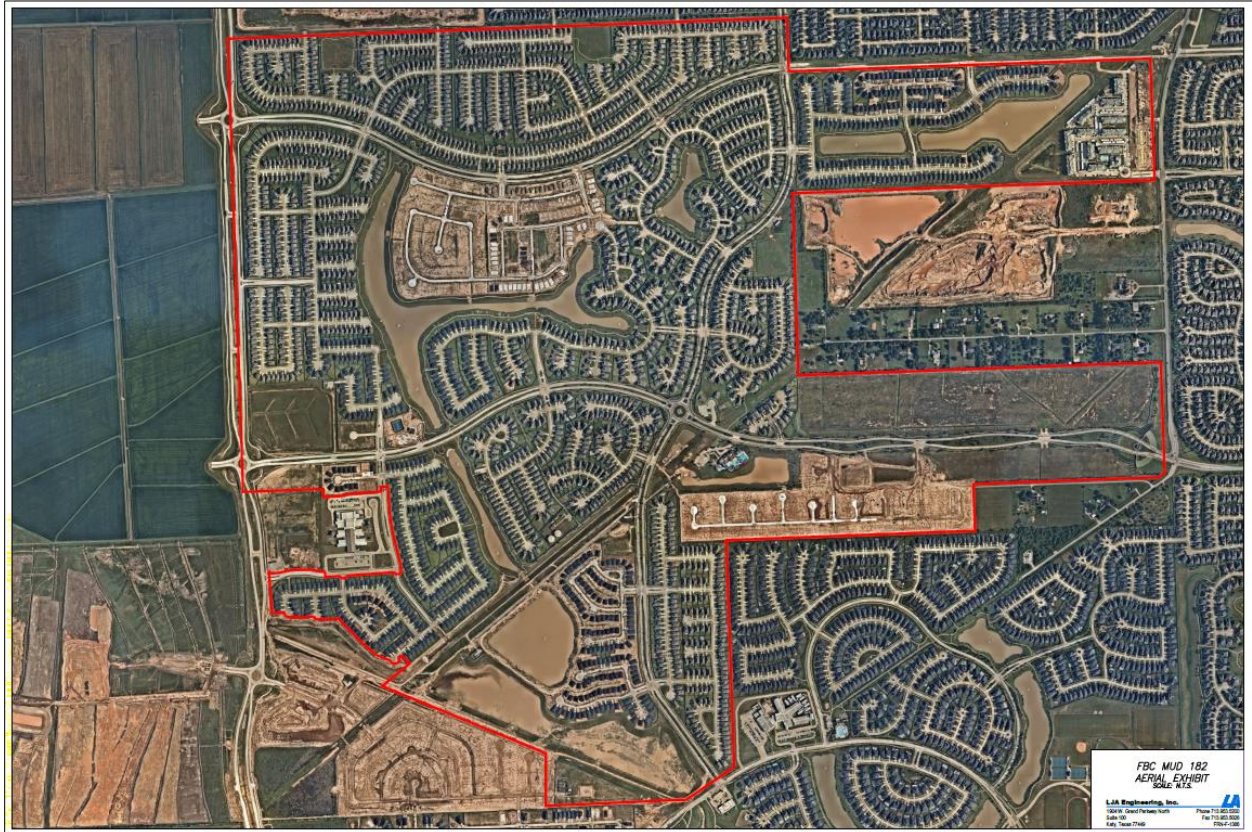 FBC MUD 182
AERIAL EXHIBIT
SCALE: N.T.S.
LJA Engineering, Inc.
1904 W. Grand Parkway North
Suite 100
Katy, Texas 77449
Phone 713.953.5200
Fax 713.953.5026
FRN-F-1386